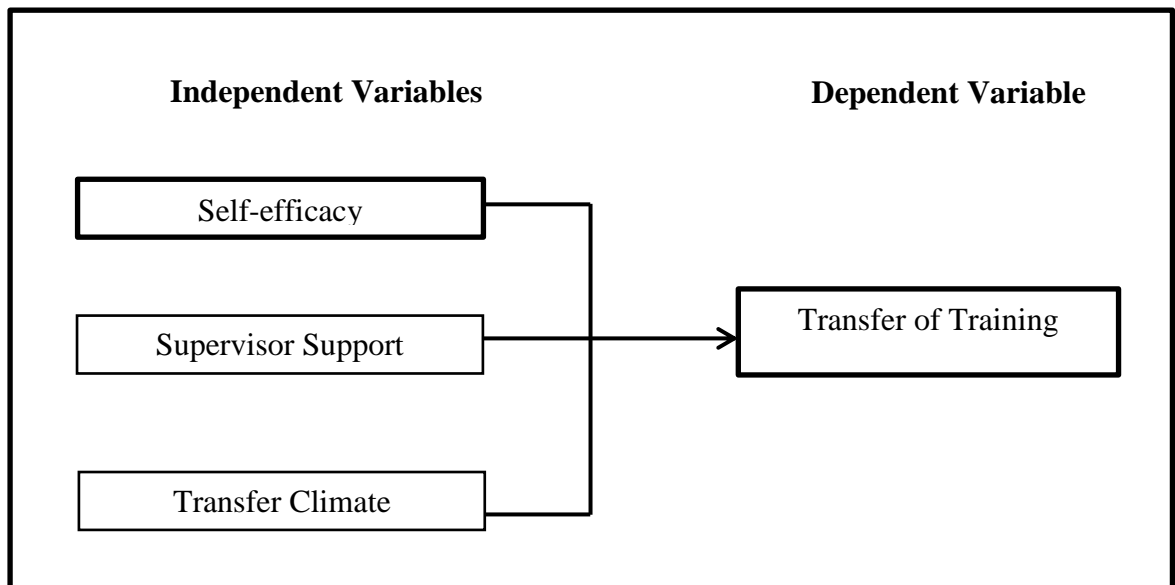 Independent Variables
Dependent Variable
Self-efficacy
Supervisor Support
Transfer of Training
Transfer Climate